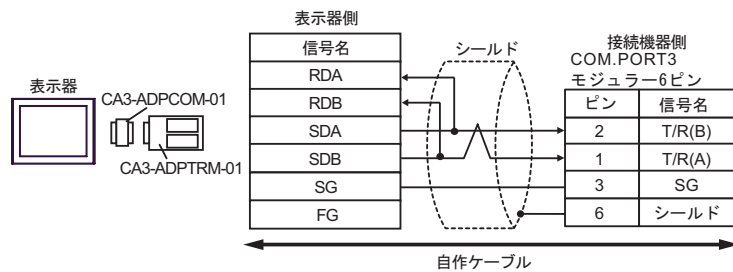 表示器
CA3-ADPCOM-01
CA3-ADPTRM-01
表示器側
信号名
RDA
RDB
SDA
SDB
SG
FG
シールド
接続機器側
COM.PORT3
モジュラー6ピン
ピン 信号名
2 T/R(B)
1 T/R(A)
3 SG
6 シールド
自作ケーブル